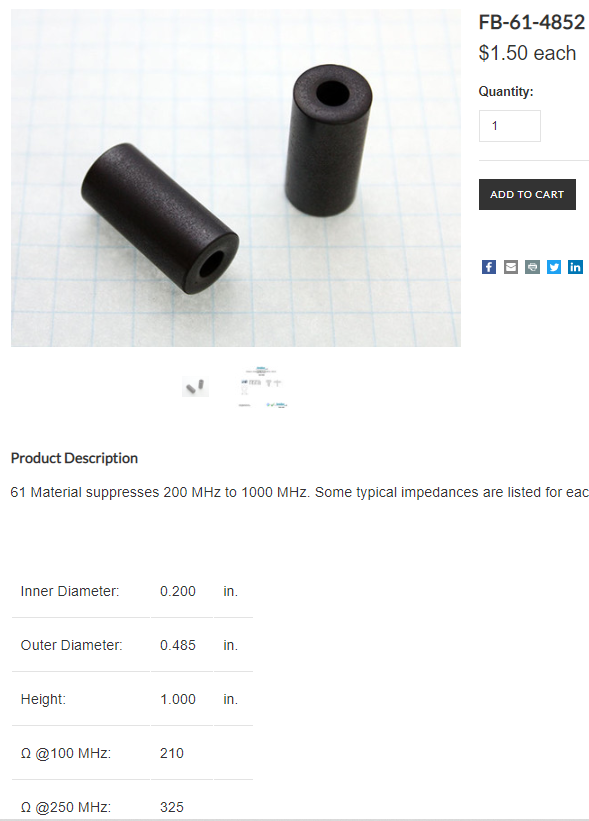 FB-61-4852
$1.50 each
Quantity:
1
ADD TO CART
Product Description
61 Material suppresses 200 MHz to 1000 MHz. Some typical impedances are listed for eac
Inner Diameter: 0.200 in.
Outer Diameter: 0.485 in.
Height: 1.000 in.
Ω @100 MHz: 210
Ω @250 MHz: 325